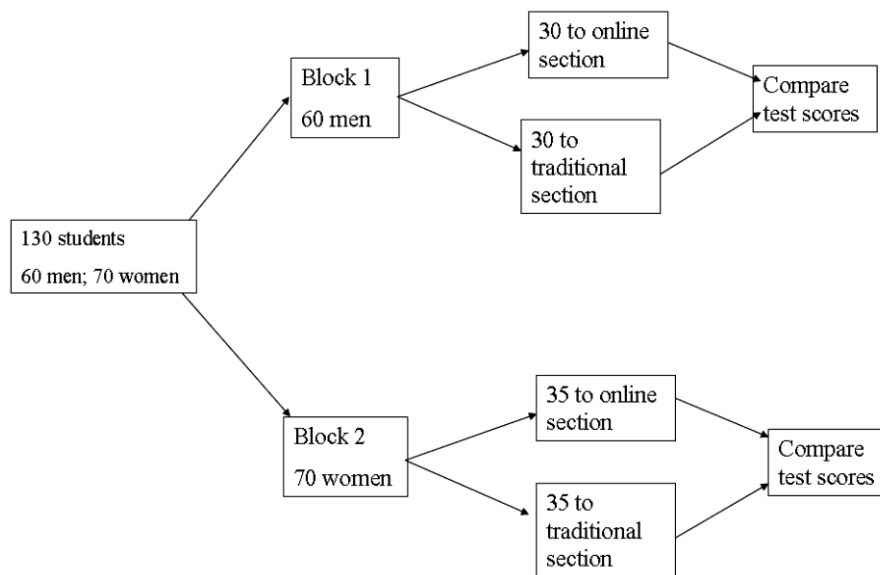 130 students
60 men; 70 women
Block 1
60 men
30 to online
section
30 to
traditional
section
Compare
test scores
Block 2
70 women
35 to online
section
35 to
traditional
section
Compare
test scores